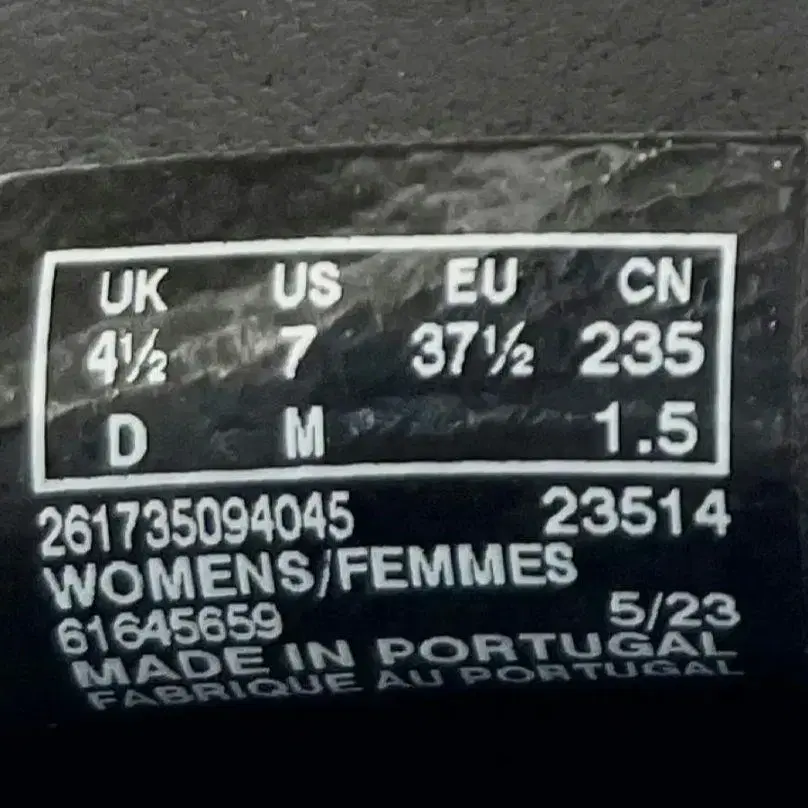 UK US EU CN
4½ 7 37½ 235
D M 1.5
261735094045 23514
WOMENS/FEMMES
61645659 5/23
MADE IN PORTUGAL
FABRIQUE AU PORTUGAL